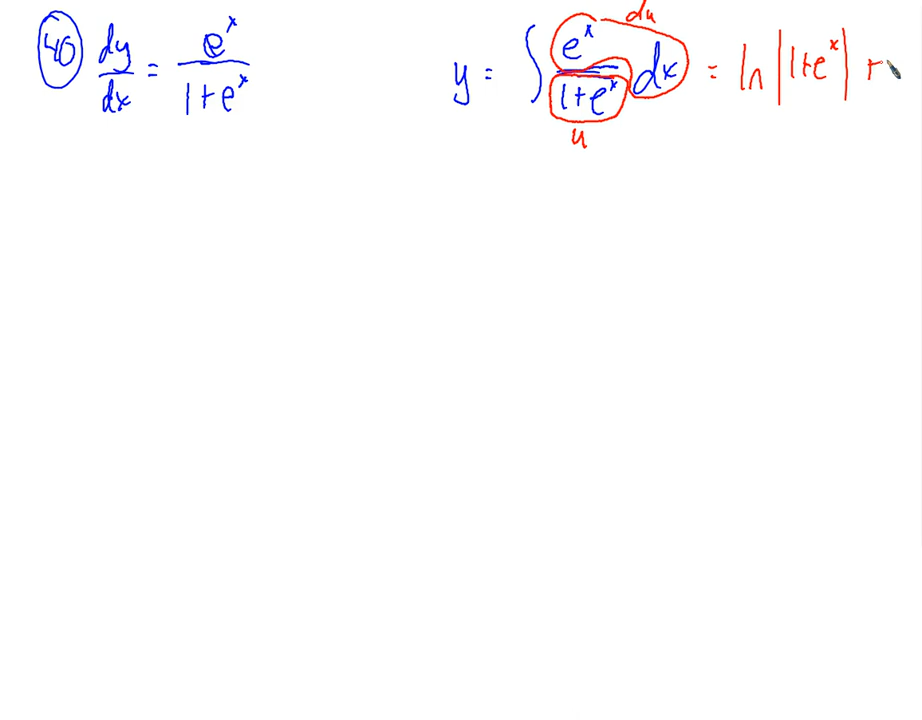 40 dy/dx = e^x/(1+e^x) y = ∫ e^x/(1+e^x) dx = ln|1+e^x| +
du
u